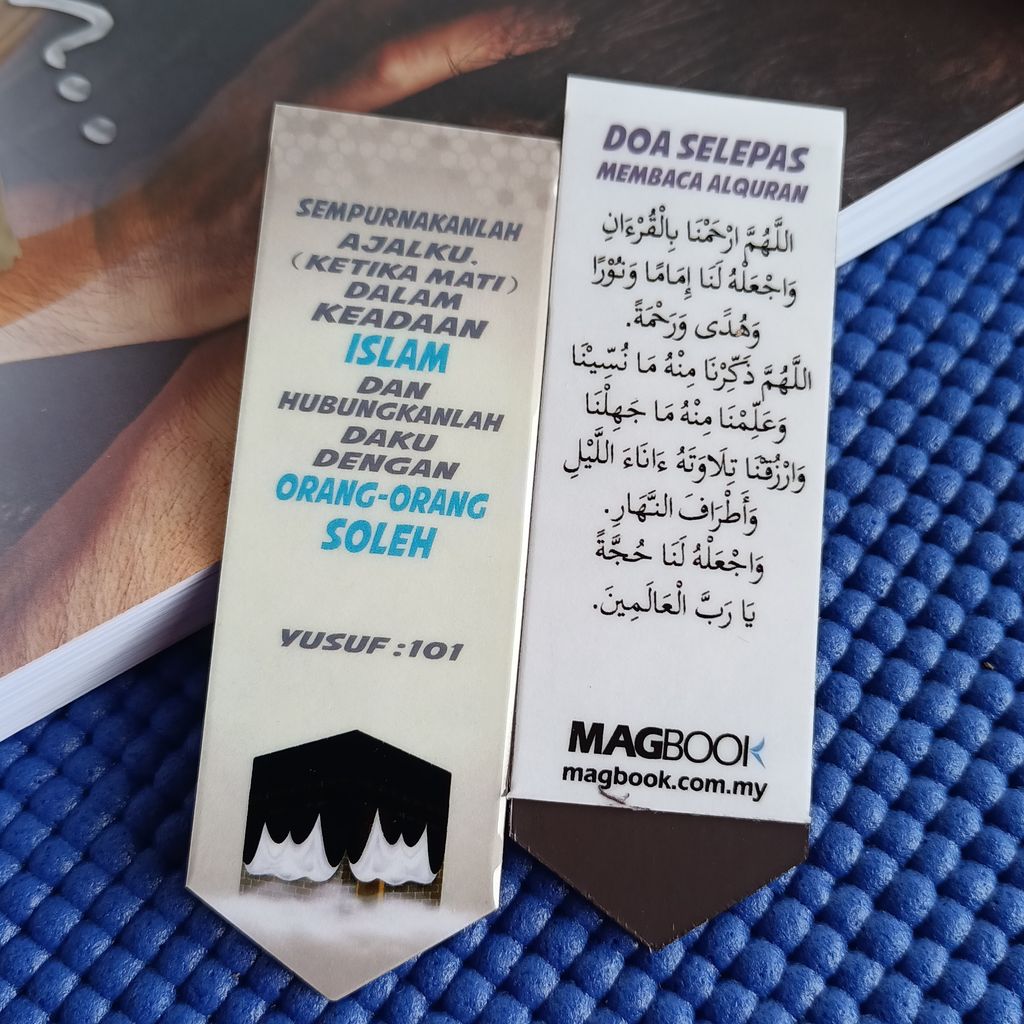 SEMPURNAKANLAH
AJALKU.
(KETIKA MATI)
DALAM
KEADAAN
ISLAM
DAN
HUBUNGKANLAH
DAKU
DENGAN
ORANG-ORANG
SOLEH
YUSUF :101
DOA SELEPAS
MEMBACA ALQURAN
اللَّهُمَّ ارْحَمْنَا بِالْقُرْءَانِ
وَاجْعَلْهُ لَنَا إِمَامًا وَنُوْرًا
وَهُدًى وَرَحْمَةً.
اللَّهُمَّ ذَكِّرْنَا مِنْهُ مَا نُسِّيْنَا
وَعَلِّمْنَا مِنْهُ مَا جَهِلْنَا
وَارْزُقْنَا تِلَاوَتَهُ ءَانَاءَ اللَّيْلِ
وَأَطْرَافَ النَّهَارِ.
وَاجْعَلْهُ لَنَا حُجَّةً
يَا رَبَّ الْعَالَمِينَ.
MAGBOOK
magbook.com.my